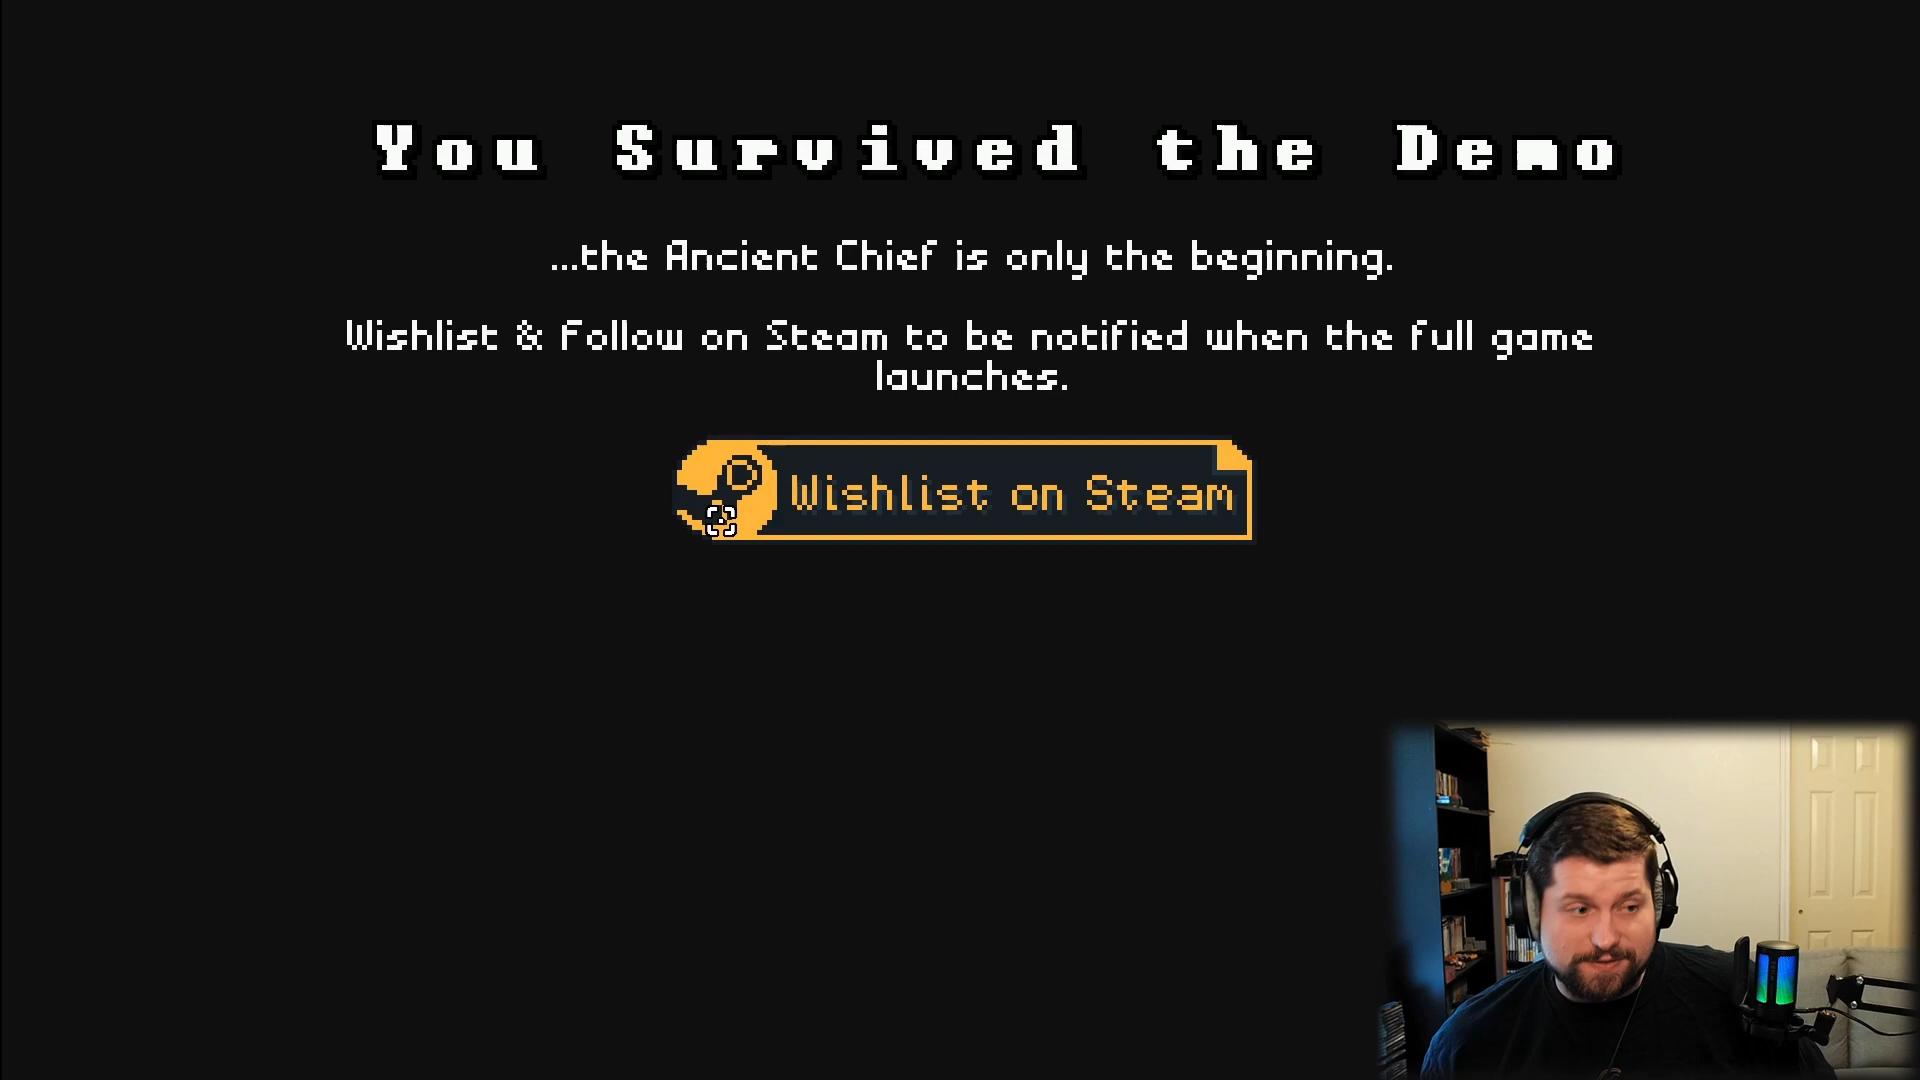 You Survived the Demo
...the Ancient Chief is only the beginning.
Wishlist & Follow on Steam to be notified when the full game
launches.
Wishlist on Steam